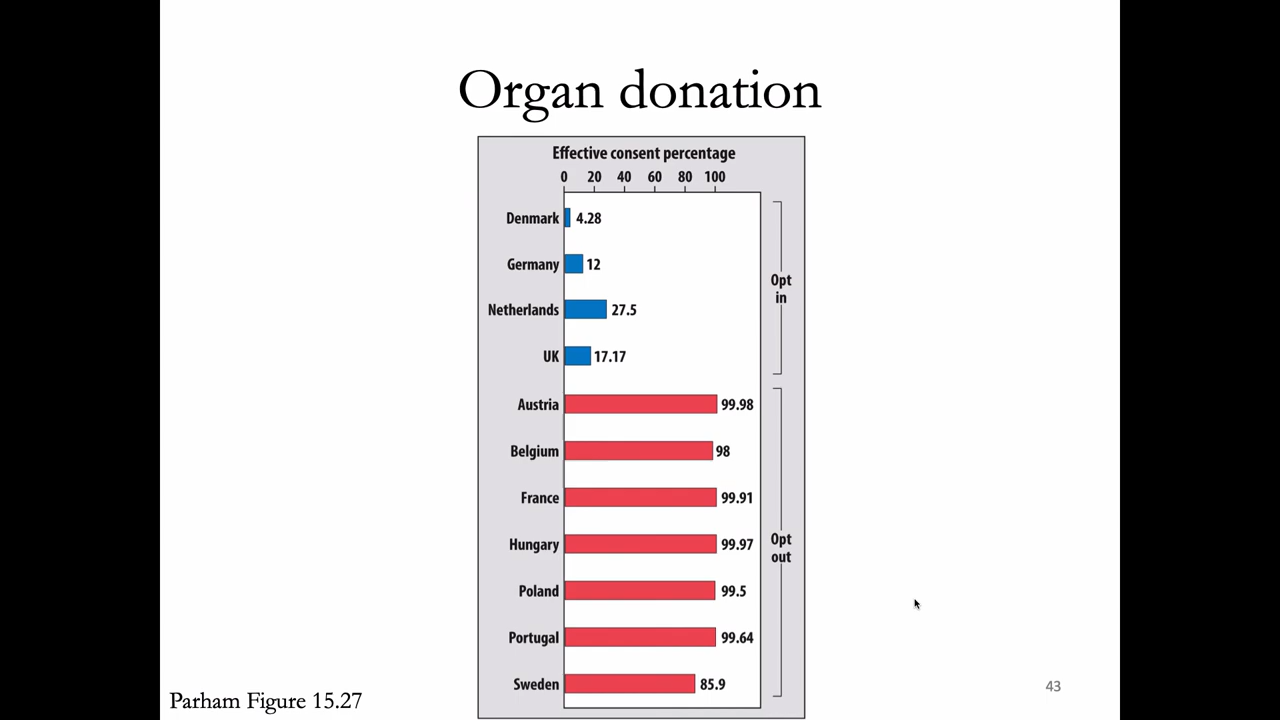 Organ donation
Effective consent percentage
0 20 40 60 80 100
Denmark 4.28
Germany 12
Netherlands 27.5
UK 17.17
Opt
in
Austria 99.98
Belgium 98
France 99.91
Hungary 99.97
Poland 99.5
Portugal 99.64
Sweden 85.9
Opt
out
Parham Figure 15.27
43